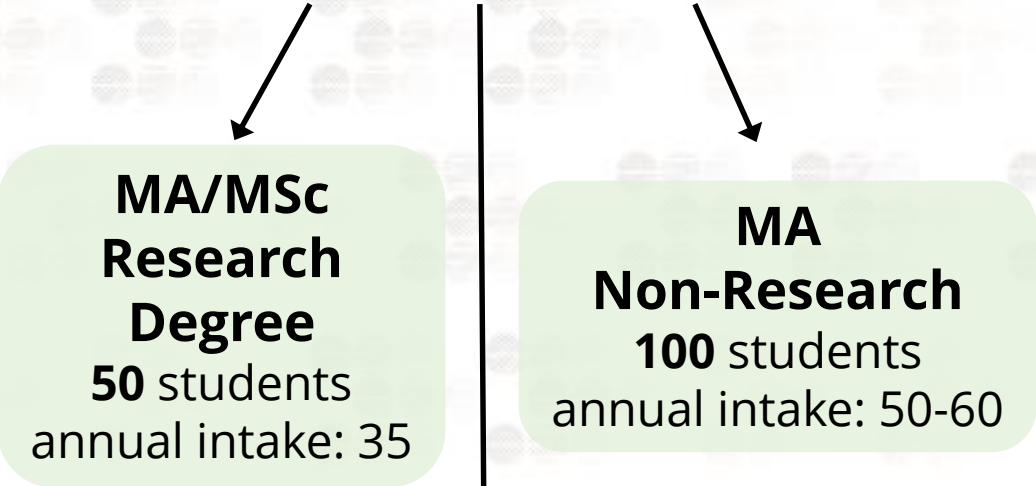 MA/MSc
Research
Degree
50 students
annual intake: 35
MA
Non-Research
100 students
annual intake: 50-60